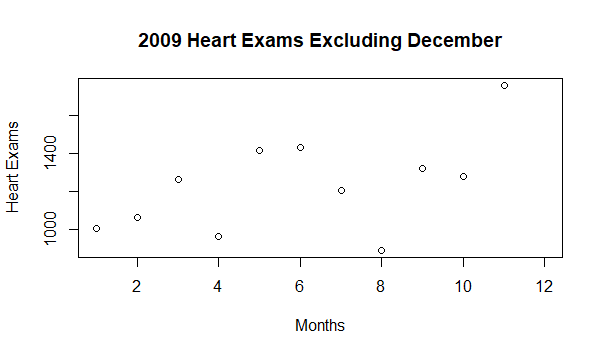 2009 Heart Exams Excluding December
Heart Exams
1400
1000
2 4 6 8 10 12
Months